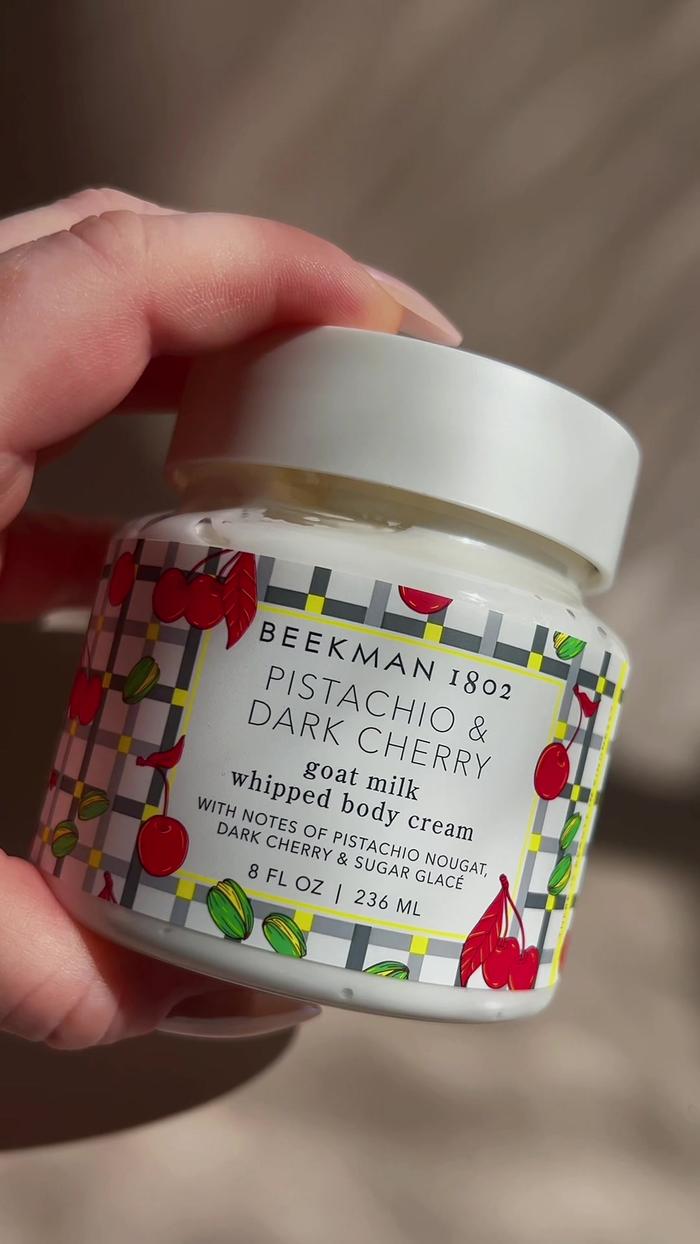 BEEKMAN 1802
PISTACHIO &
DARK CHERRY
goat milk
whipped body cream
WITH NOTES OF PISTACHIO NOUGAT,
DARK CHERRY & SUGAR GLACÉ
8 FL OZ | 236 ML